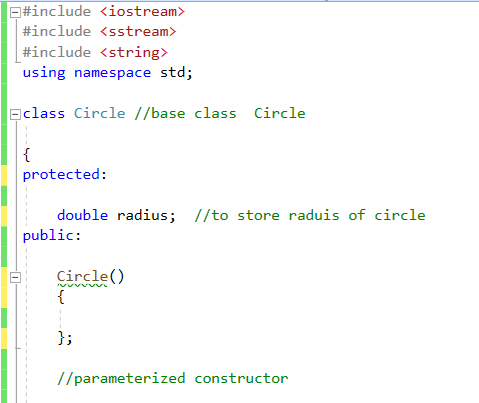 #include <iostream>
#include <sstream>
#include <string>
using namespace std;
class Circle //base class  Circle
{
protected:
double radius;  //to store raduis of circle
public:
Circle()
{
};
//parameterized constructor